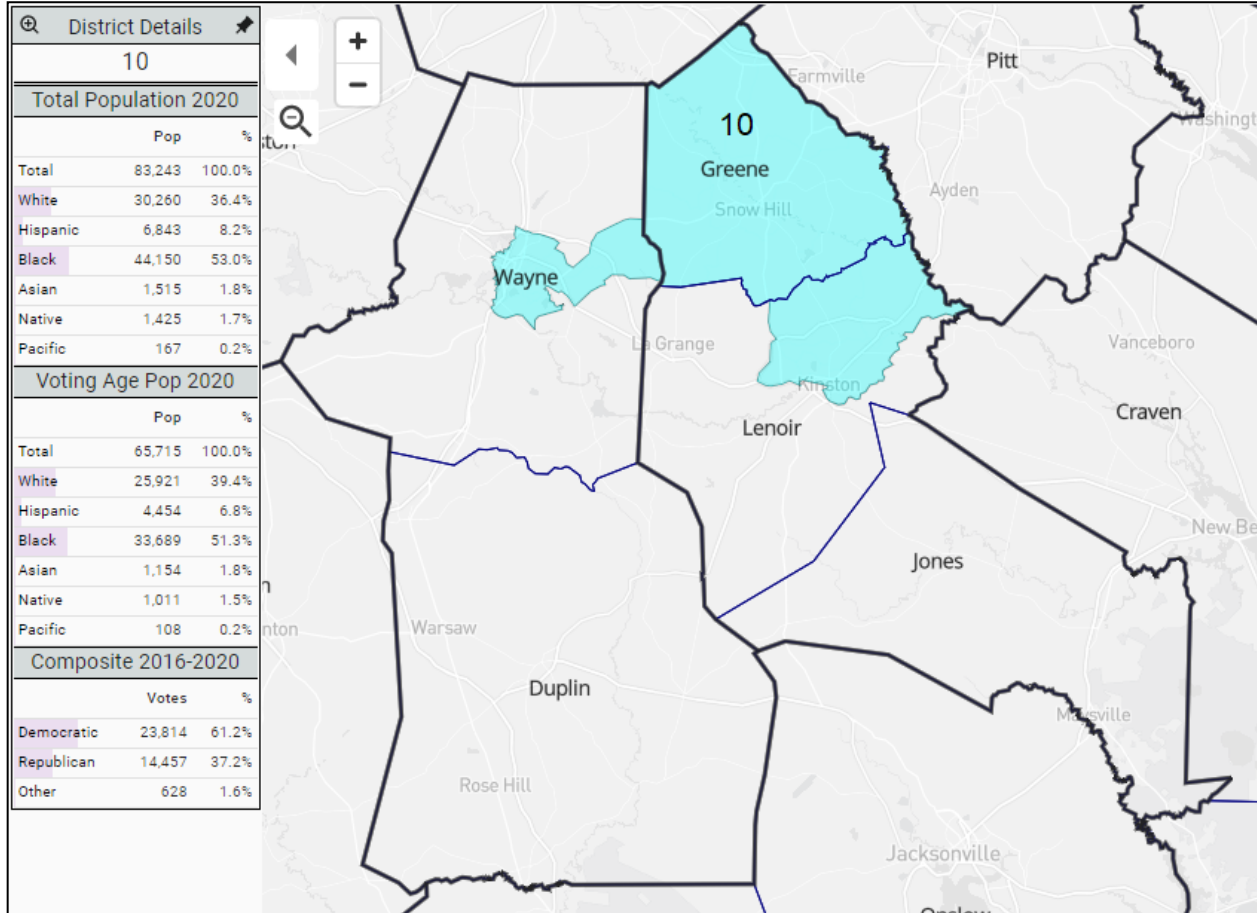 District Details
10
Total Population 2020
Pop %
Total 83,243 100.0%
White 30,260 36.4%
Hispanic 6,843 8.2%
Black 44,150 53.0%
Asian 1,515 1.8%
Native 1,425 1.7%
Pacific 167 0.2%
Voting Age Pop 2020
Pop %
Total 65,715 100.0%
White 25,921 39.4%
Hispanic 4,454 6.8%
Black 33,689 51.3%
Asian 1,154 1.8%
Native 1,011 1.5%
Pacific 108 0.2%
Composite 2016-2020
Votes %
Democratic 23,814 61.2%
Republican 14,457 37.2%
Other 628 1.6%
+
−
Pitt
Farmville
Washingt
ston
10
Greene
Ayden
Snow Hill
Wayne
La Grange
Vanceboro
Kinston
Craven
Lenoir
New Be
Jones
n
Warsaw
nton
Duplin
Maysville
Rose Hill
Jacksonville
Onslow